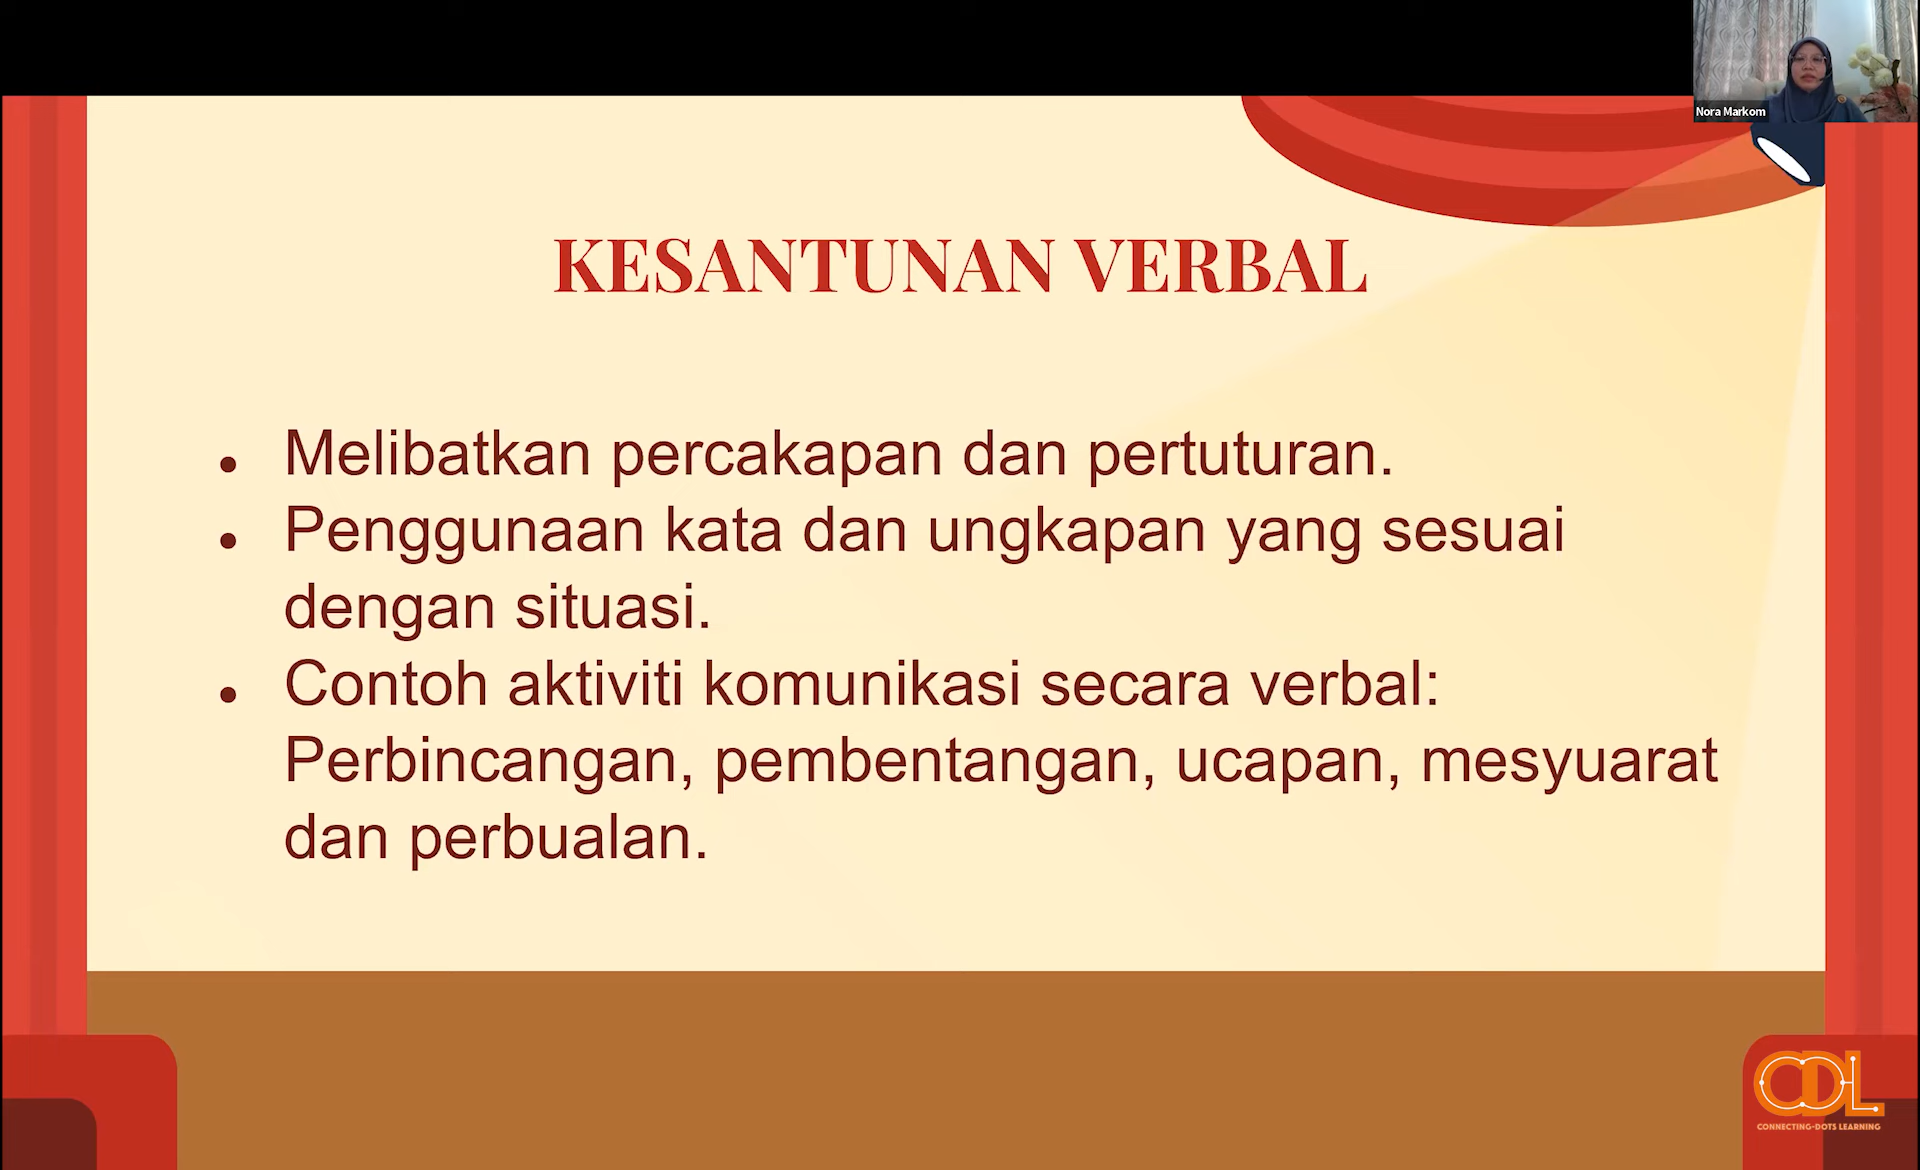 Nora Markom
KESANTUNAN VERBAL
• Melibatkan percakapan dan pertuturan.
• Penggunaan kata dan ungkapan yang sesuai
dengan situasi.
• Contoh aktiviti komunikasi secara verbal:
Perbincangan, pembentangan, ucapan, mesyuarat
dan perbualan.
CDL
CONNECTING-DOTS LEARNING